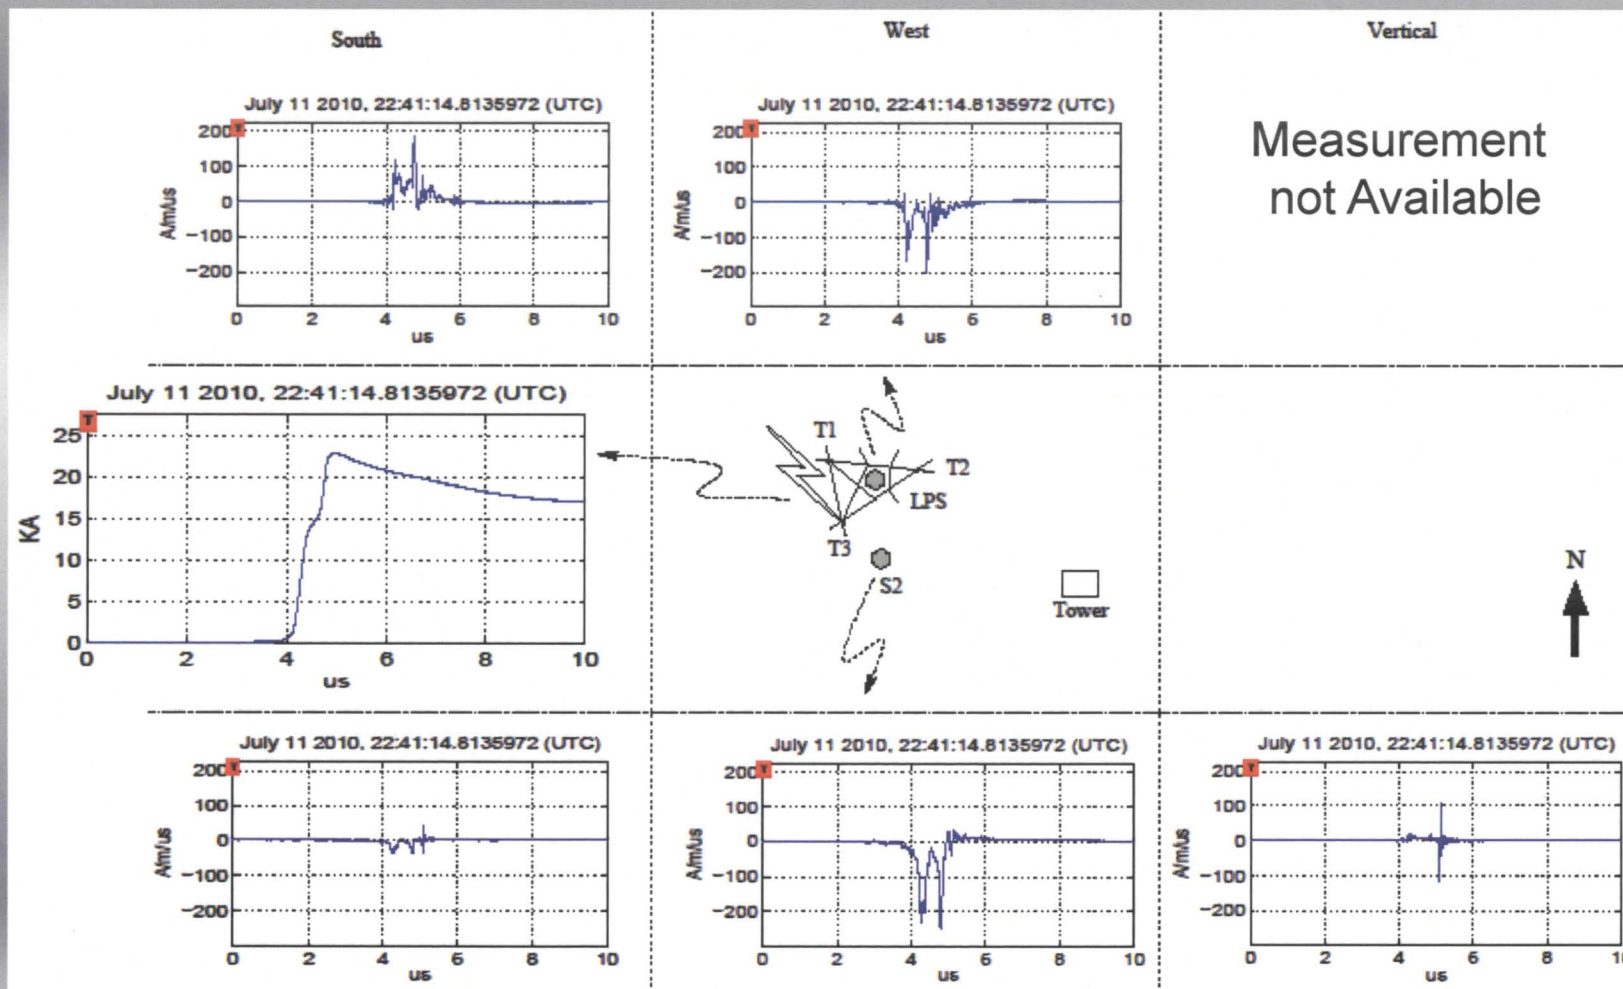 South
West
Vertical
July 11 2010, 22:41:14.8135972 (UTC)
T
200
100
0
−100
−200
A/m/us
0 2 4 6 8 10
us
July 11 2010, 22:41:14.8135972 (UTC)
T
200
100
0
−100
−200
A/m/us
0 2 4 6 8 10
us
Measurement
not Available
July 11 2010, 22:41:14.8135972 (UTC)
T
25
20
15
10
5
0
KA
0 2 4 6 8 10
us
T1
T2
LPS
T3
S2
Tower
N
July 11 2010, 22:41:14.8135972 (UTC)
T
200
100
0
−100
−200
A/m/us
0 2 4 6 8 10
us
July 11 2010, 22:41:14.8135972 (UTC)
T
200
100
0
−100
−200
A/m/us
0 2 4 6 8 10
us
July 11 2010, 22:41:14.8135972 (UTC)
T
200
100
0
−100
−200
A/m/us
0 2 4 6 8
us